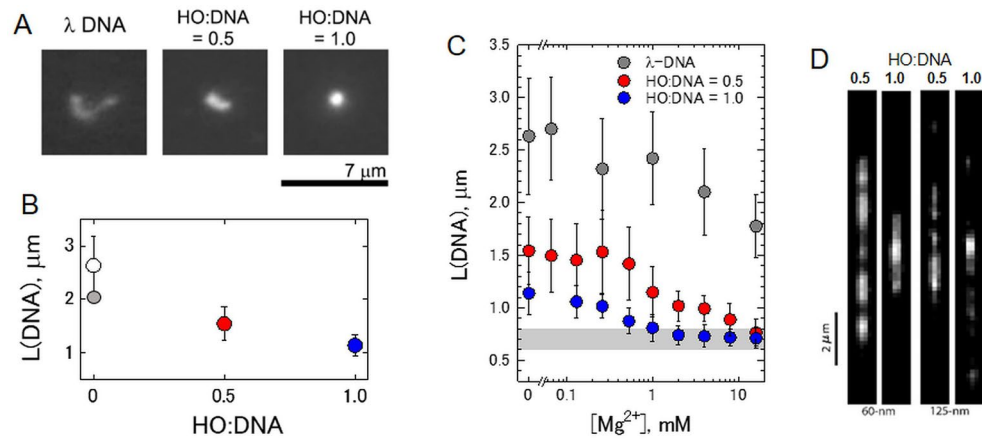 A
λ DNA
HO:DNA
= 0.5
HO:DNA
= 1.0
7 μm
B
L(DNA), μm
3
2
1
0
0.5
1.0
HO:DNA
C
L(DNA), μm
3.5
3.0
2.5
2.0
1.5
1.0
0.5
λ-DNA
HO:DNA = 0.5
HO:DNA = 1.0
0
0.1
1
10
[Mg2+], mM
D
HO:DNA
0.5 1.0 0.5 1.0
2 μm
60-nm
125-nm